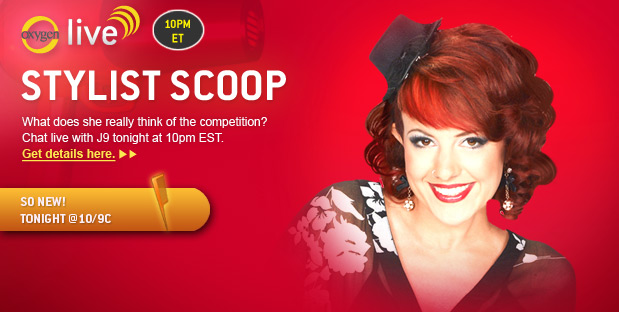 oxygen live
10PM
ET
STYLIST SCOOP
What does she really think of the competition?
Chat live with J9 tonight at 10pm EST.
Get details here.
SO NEW!
TONIGHT @10/9C